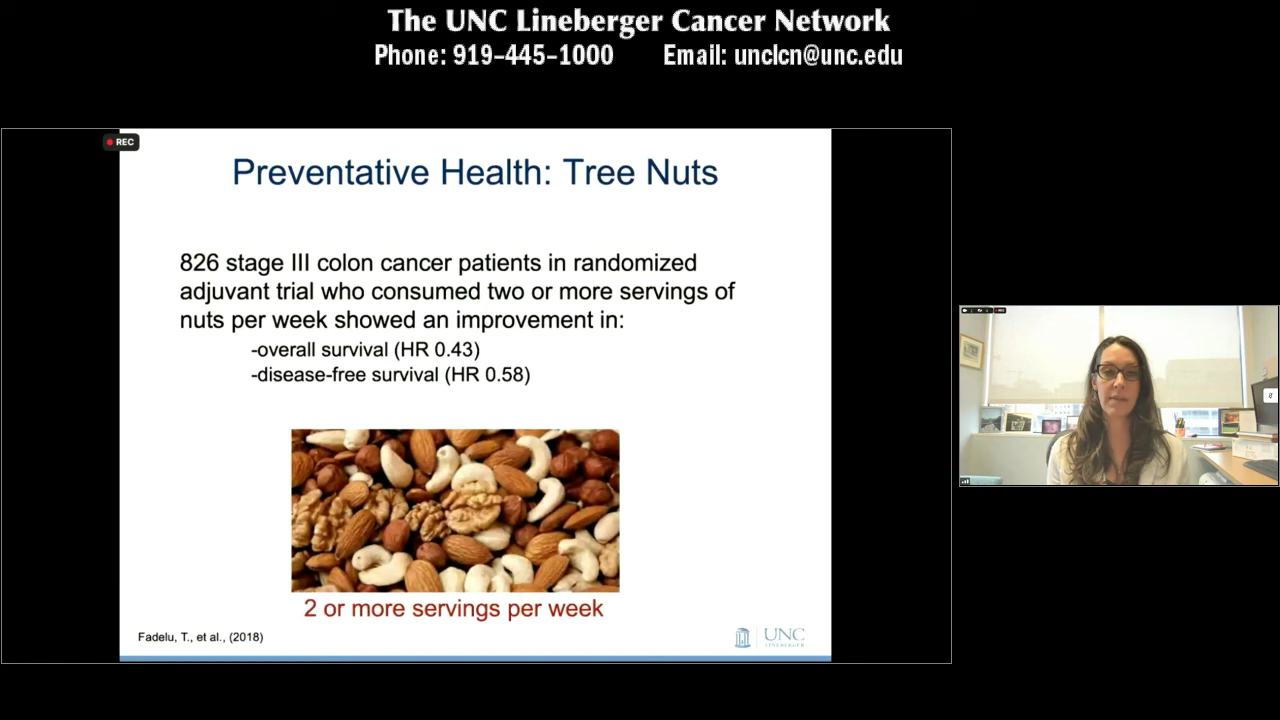 The UNC Lineberger Cancer Network
Phone: 919-445-1000 Email: unclcn@unc.edu
REC
Preventative Health: Tree Nuts
826 stage III colon cancer patients in randomized
adjuvant trial who consumed two or more servings of
nuts per week showed an improvement in:
-overall survival (HR 0.43)
-disease-free survival (HR 0.58)
2 or more servings per week
Fadelu, T., et al., (2018)
UNC
LINEBERGER